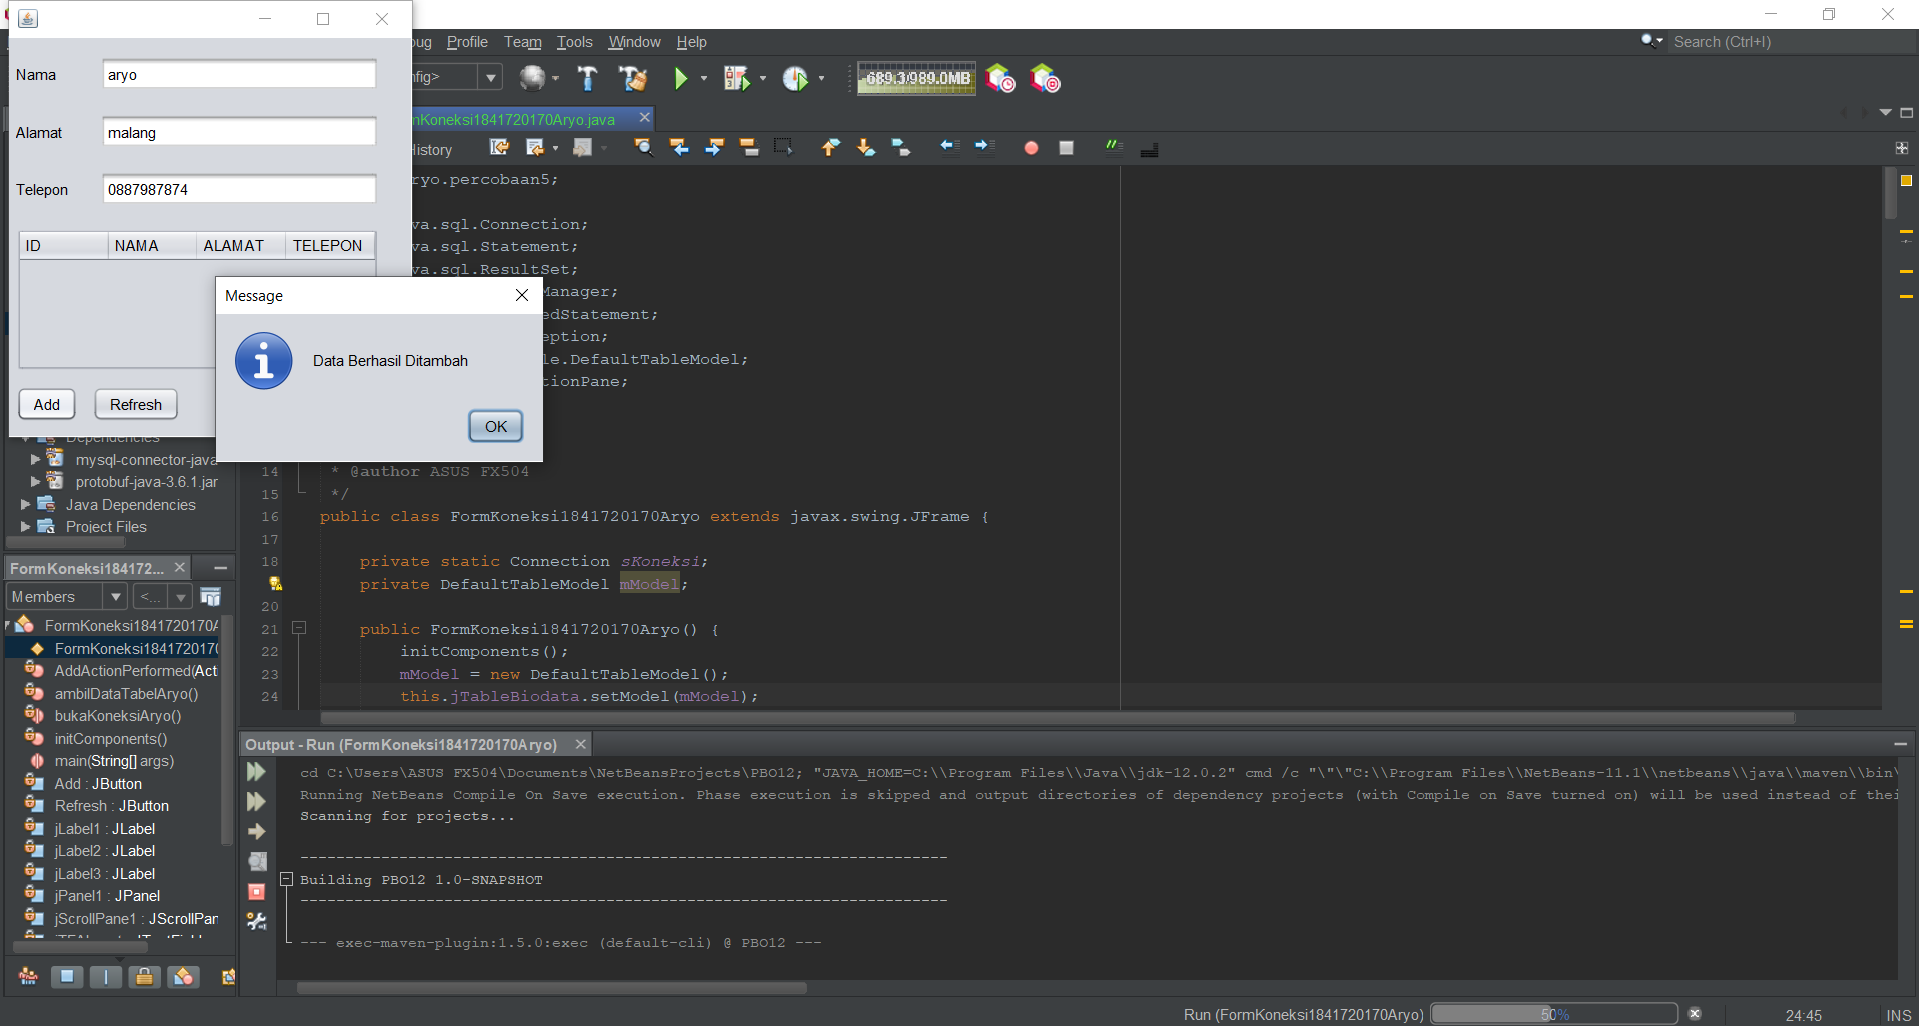 Nama
aryo
Alamat
malang
Telepon
0887987874
ID NAMA ALAMAT TELEPON
Add Refresh
Message
Data Berhasil Ditambah
OK
Profile Team Tools Window Help
Search (Ctrl+I)
689.3/989.0MB
nKoneksi1841720170Aryo.java
History
ryo.percobaan5;
va.sql.Connection;
va.sql.Statement;
va.sql.ResultSet;
Manager;
edStatement;
eption;
le.DefaultTableModel;
tionPane;
14 * @author ASUS FX504
15 */
16 public class FormKoneksi1841720170Aryo extends javax.swing.JFrame {
17
18 private static Connection sKoneksi;
private DefaultTableModel mModel;
20
21 public FormKoneksi1841720170Aryo() {
22 initComponents();
23 mModel = new DefaultTableModel();
24 this.jTableBiodata.setModel(mModel);
Dependencies
mysql-connector-java
protobuf-java-3.6.1.jar
Java Dependencies
Project Files
FormKoneksi184172...
Members <...
FormKoneksi1841720170A
FormKoneksi184172017(
AddActionPerformed(Act
ambilDataTabelAryo()
bukaKoneksiAryo()
initComponents()
main(String[] args)
Add : JButton
Refresh : JButton
jLabel1 : JLabel
jLabel2 : JLabel
jLabel3 : JLabel
jPanel1 : JPanel
jScrollPane1 : JScrollPan
Output - Run (FormKoneksi1841720170Aryo)
cd C:\Users\ASUS FX504\Documents\NetBeansProjects\PBO12; "JAVA_HOME=C:\\Program Files\\Java\\jdk-12.0.2" cmd /c "\"\"C:\\Program Files\\NetBeans-11.1\\netbeans\\java\\maven\\bin\
Running NetBeans Compile On Save execution. Phase execution is skipped and output directories of dependency projects (with Compile on Save turned on) will be used instead of thei
Scanning for projects...
------------------------------------------------------------------------
Building PBO12 1.0-SNAPSHOT
------------------------------------------------------------------------
--- exec-maven-plugin:1.5.0:exec (default-cli) @ PBO12 ---
Run (FormKoneksi1841720170Aryo) 50% 24:45 INS